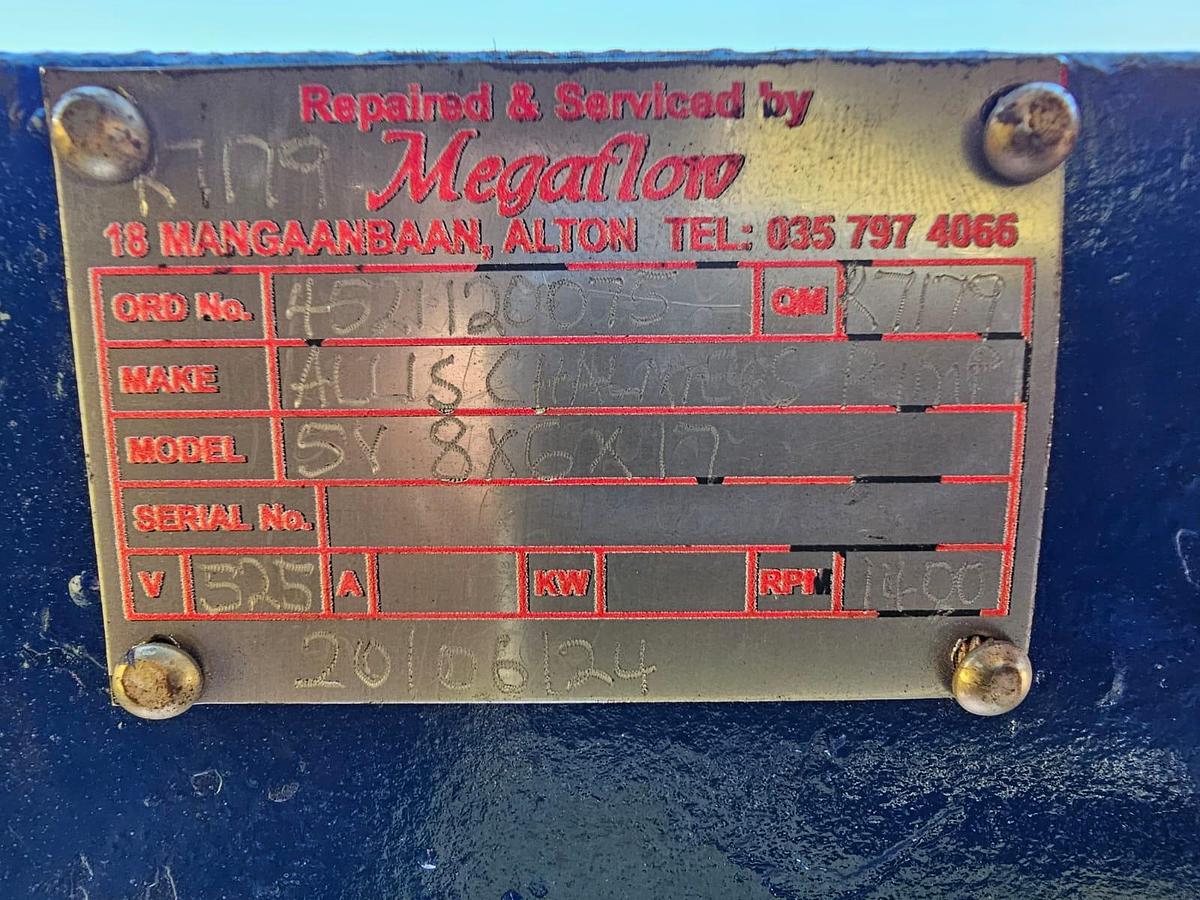 Repaired & Serviced by
R7179 Megaflow
18 MANGAANBAAN, ALTON TEL: 035 797 4066
ORD No. 4521120075 QM R7179
MAKE ALLIS CHALMERS PUMP
MODEL SY 8X6X17
SERIAL No.
V 525 A KW RPM 1400
20/06/24